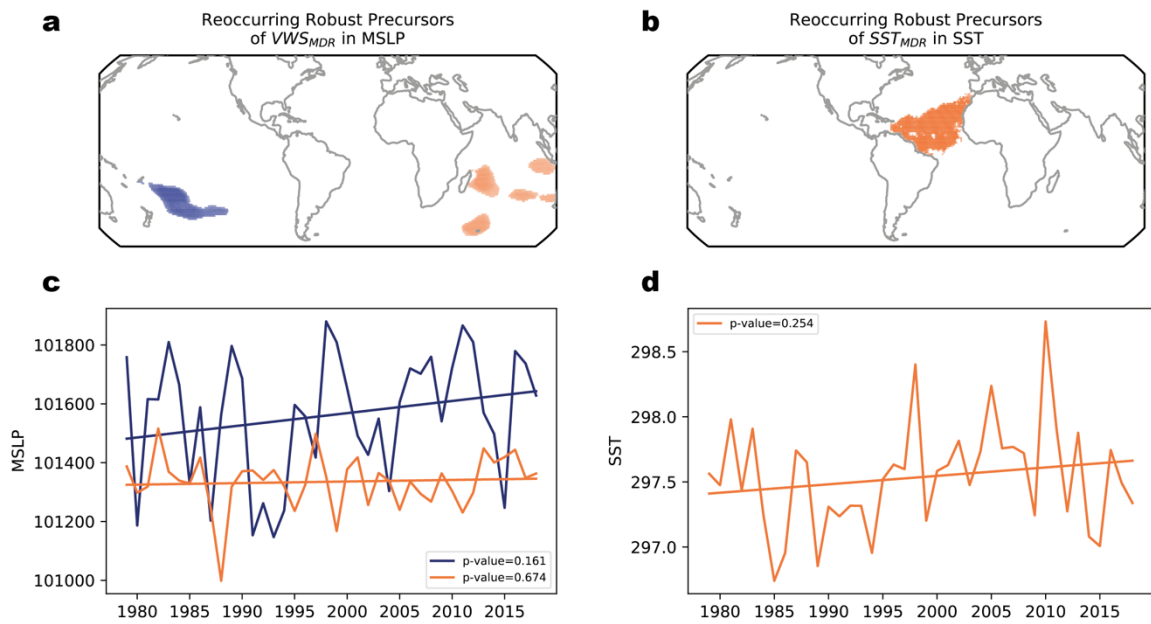 a
Reoccurring Robust Precursors
of VWS_MDR in MSLP
b
Reoccurring Robust Precursors
of SST_MDR in SST
c
101800
101600
101400
101200
101000
MSLP
p-value=0.161
p-value=0.674
1980 1985 1990 1995 2000 2005 2010 2015
d
p-value=0.254
298.5
298.0
297.5
297.0
SST
1980 1985 1990 1995 2000 2005 2010 2015